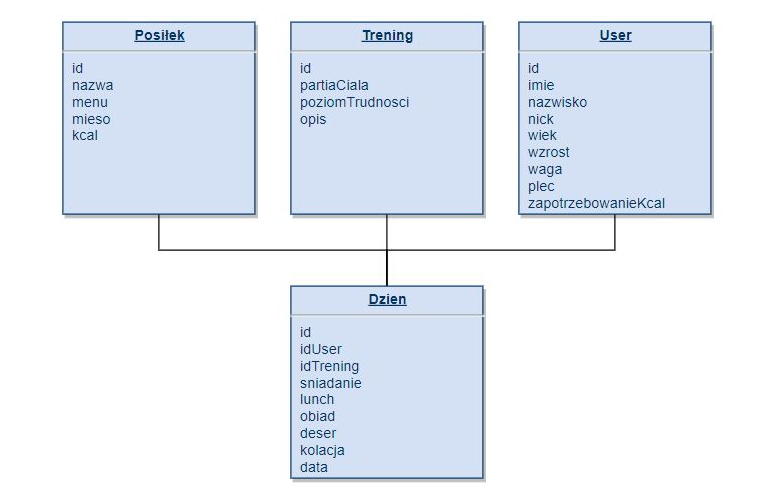 Posiłek
id
nazwa
menu
mieso
kcal
Trening
id
partiaCiala
poziomTrudnosci
opis
User
id
imie
nazwisko
nick
wiek
wzrost
waga
plec
zapotrzebowanieKcal
Dzien
id
idUser
idTrening
sniadanie
lunch
obiad
deser
kolacja
data